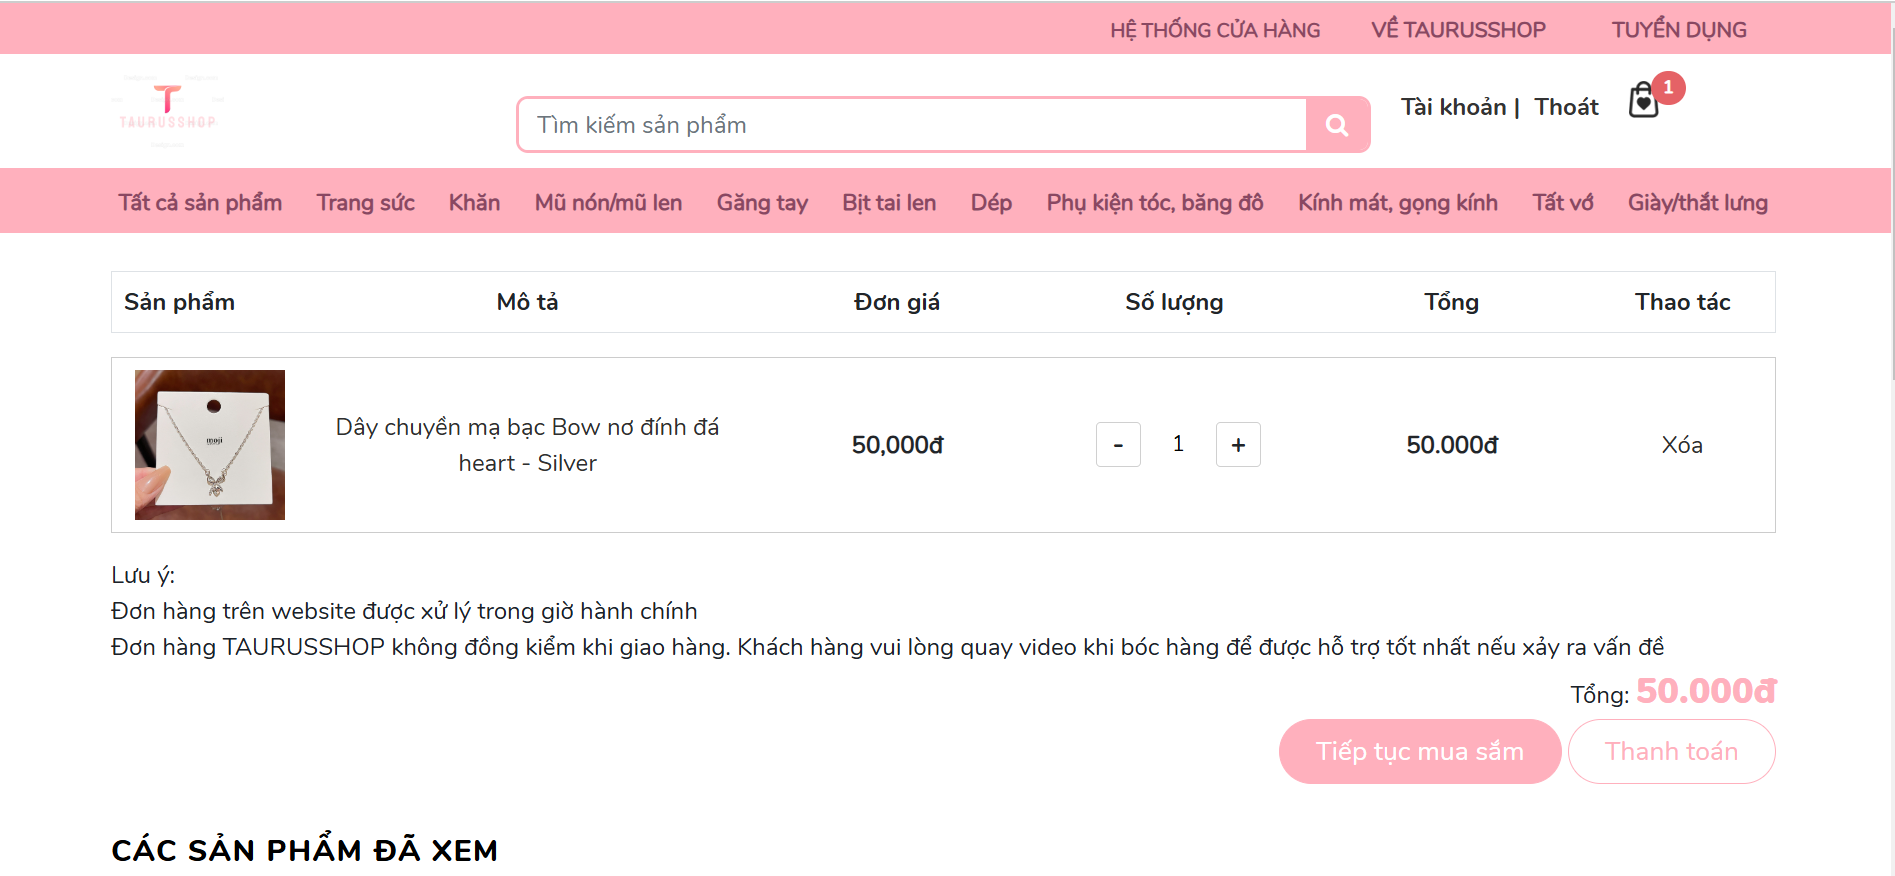 HỆ THỐNG CỬA HÀNG VỀ TAURUSSHOP TUYỂN DỤNG
TAURUSSHOP
Tìm kiếm sản phẩm
Tài khoản | Thoát
1
Tất cả sản phẩm Trang sức Khăn Mũ nón/mũ len Găng tay Bịt tai len Dép Phụ kiện tóc, băng đô Kính mát, gọng kính Tất vớ Giày/thắt lưng
Sản phẩm Mô tả Đơn giá Số lượng Tổng Thao tác
moji
Dây chuyền mạ bạc Bow nơ đính đá
heart - Silver
50,000đ - 1 + 50.000đ Xóa
Lưu ý:
Đơn hàng trên website được xử lý trong giờ hành chính
Đơn hàng TAURUSSHOP không đồng kiểm khi giao hàng. Khách hàng vui lòng quay video khi bóc hàng để được hỗ trợ tốt nhất nếu xảy ra vấn đề
Tổng: 50.000đ
Tiếp tục mua sắm Thanh toán
CÁC SẢN PHẨM ĐÃ XEM